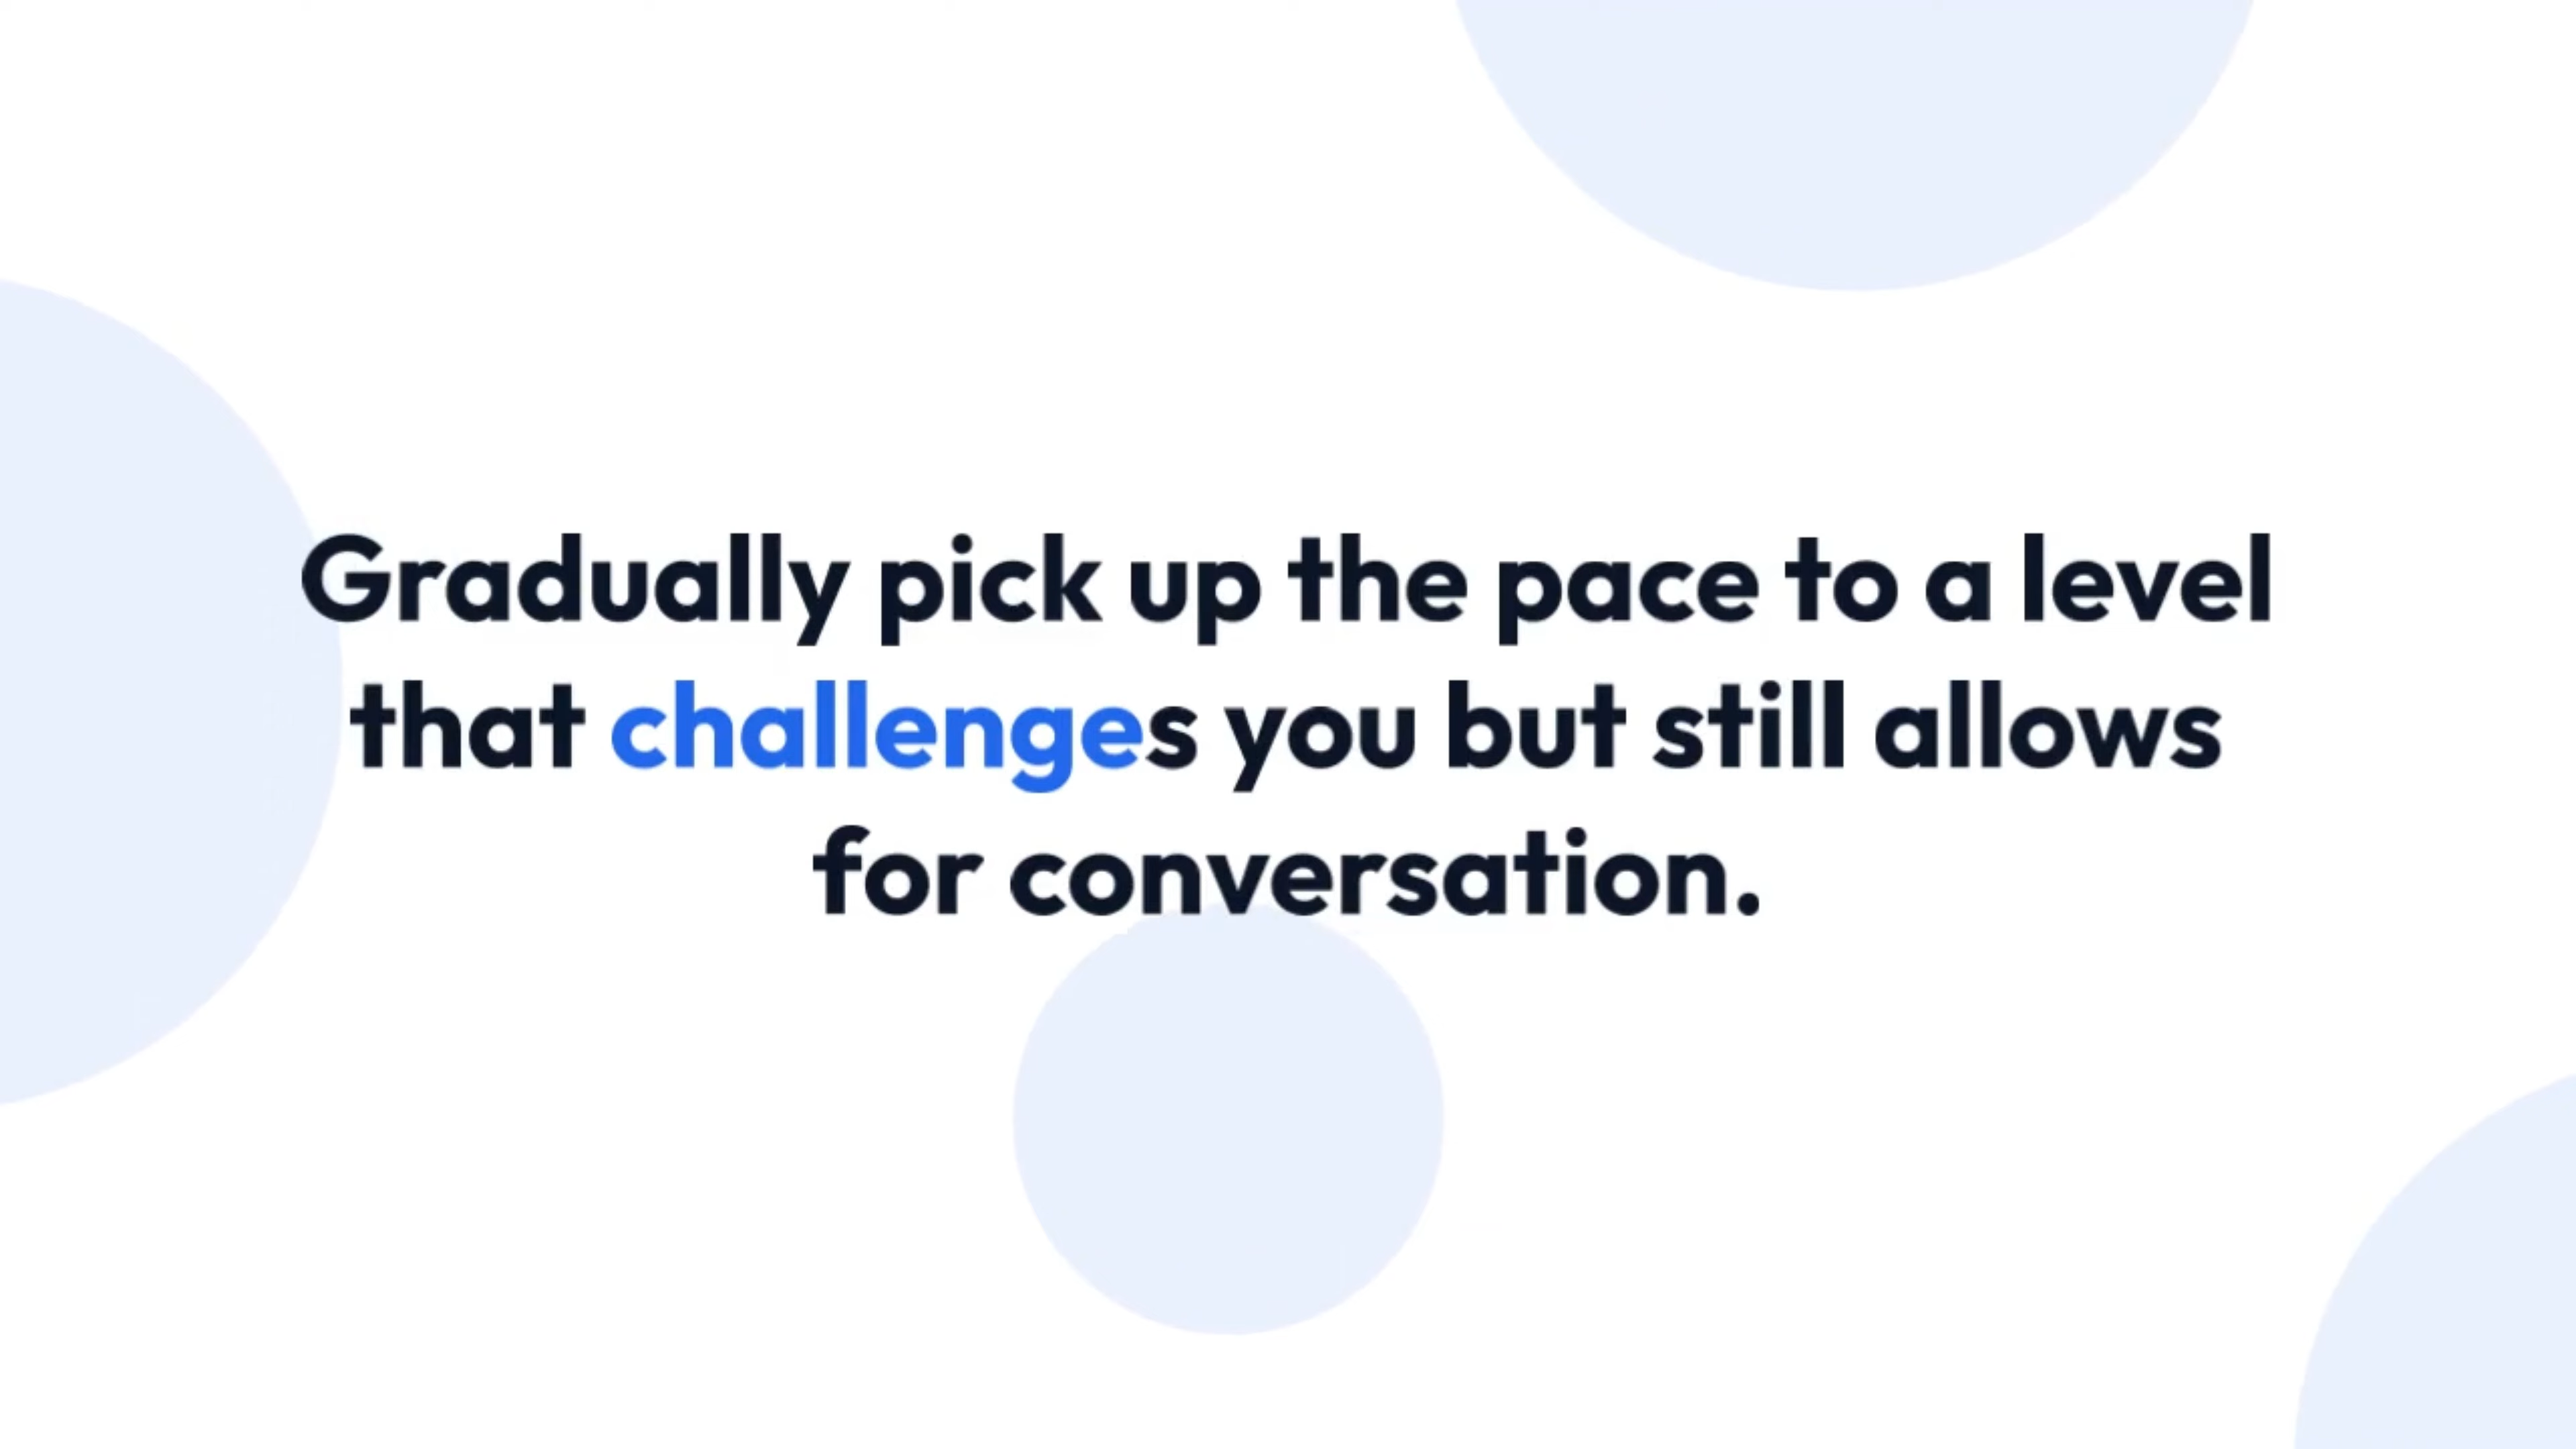 Gradually pick up the pace to a level
that challenges you but still allows
for conversation.